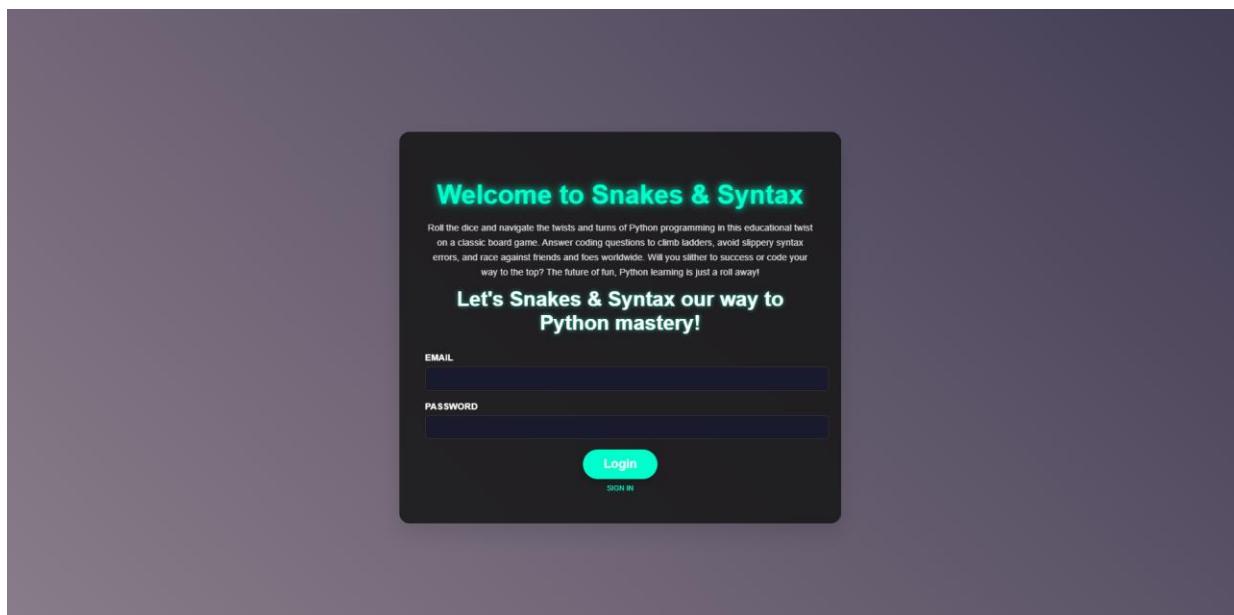 Welcome to Snakes & Syntax
Roll the dice and navigate the twists and turns of Python programming in this educational twist
on a classic board game. Answer coding questions to climb ladders, avoid slippery syntax
errors, and race against friends and foes worldwide. Will you slither to success or code your
way to the top? The future of fun, Python learning is just a roll away!
Let's Snakes & Syntax our way to
Python mastery!
EMAIL
PASSWORD
Login
SIGN IN